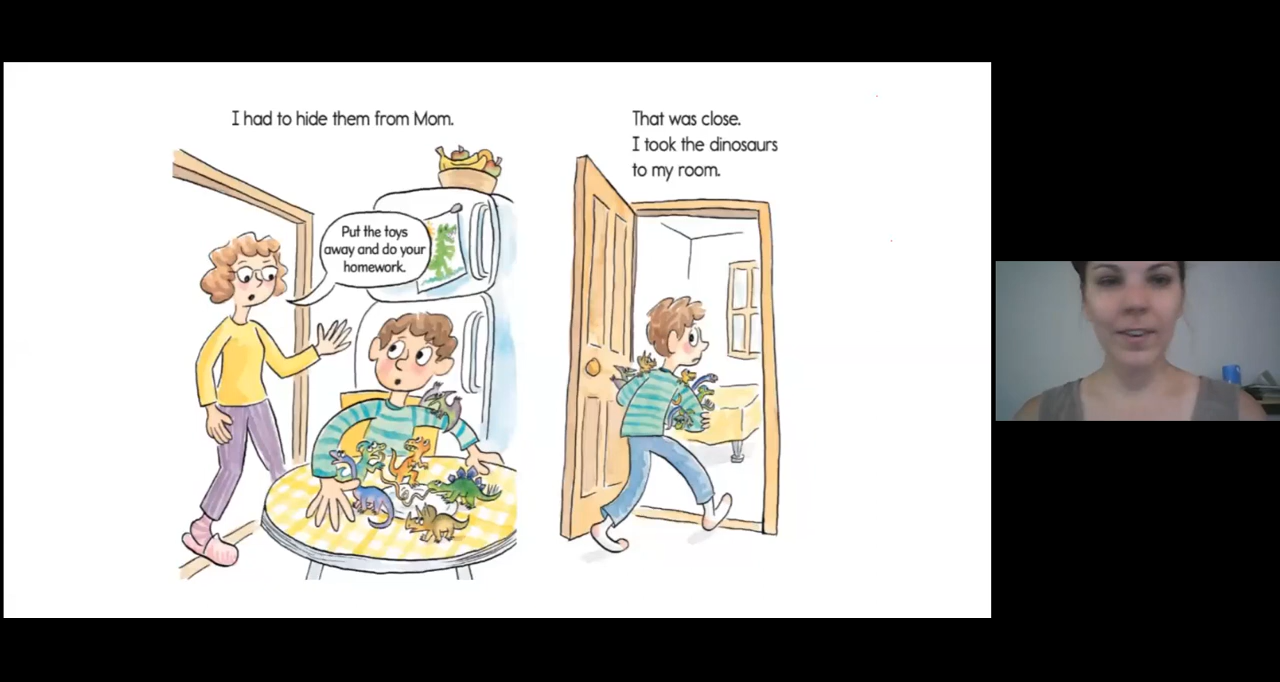 I had to hide them from Mom.
Put the toys
away and do your
homework.
That was close.
I took the dinosaurs
to my room.